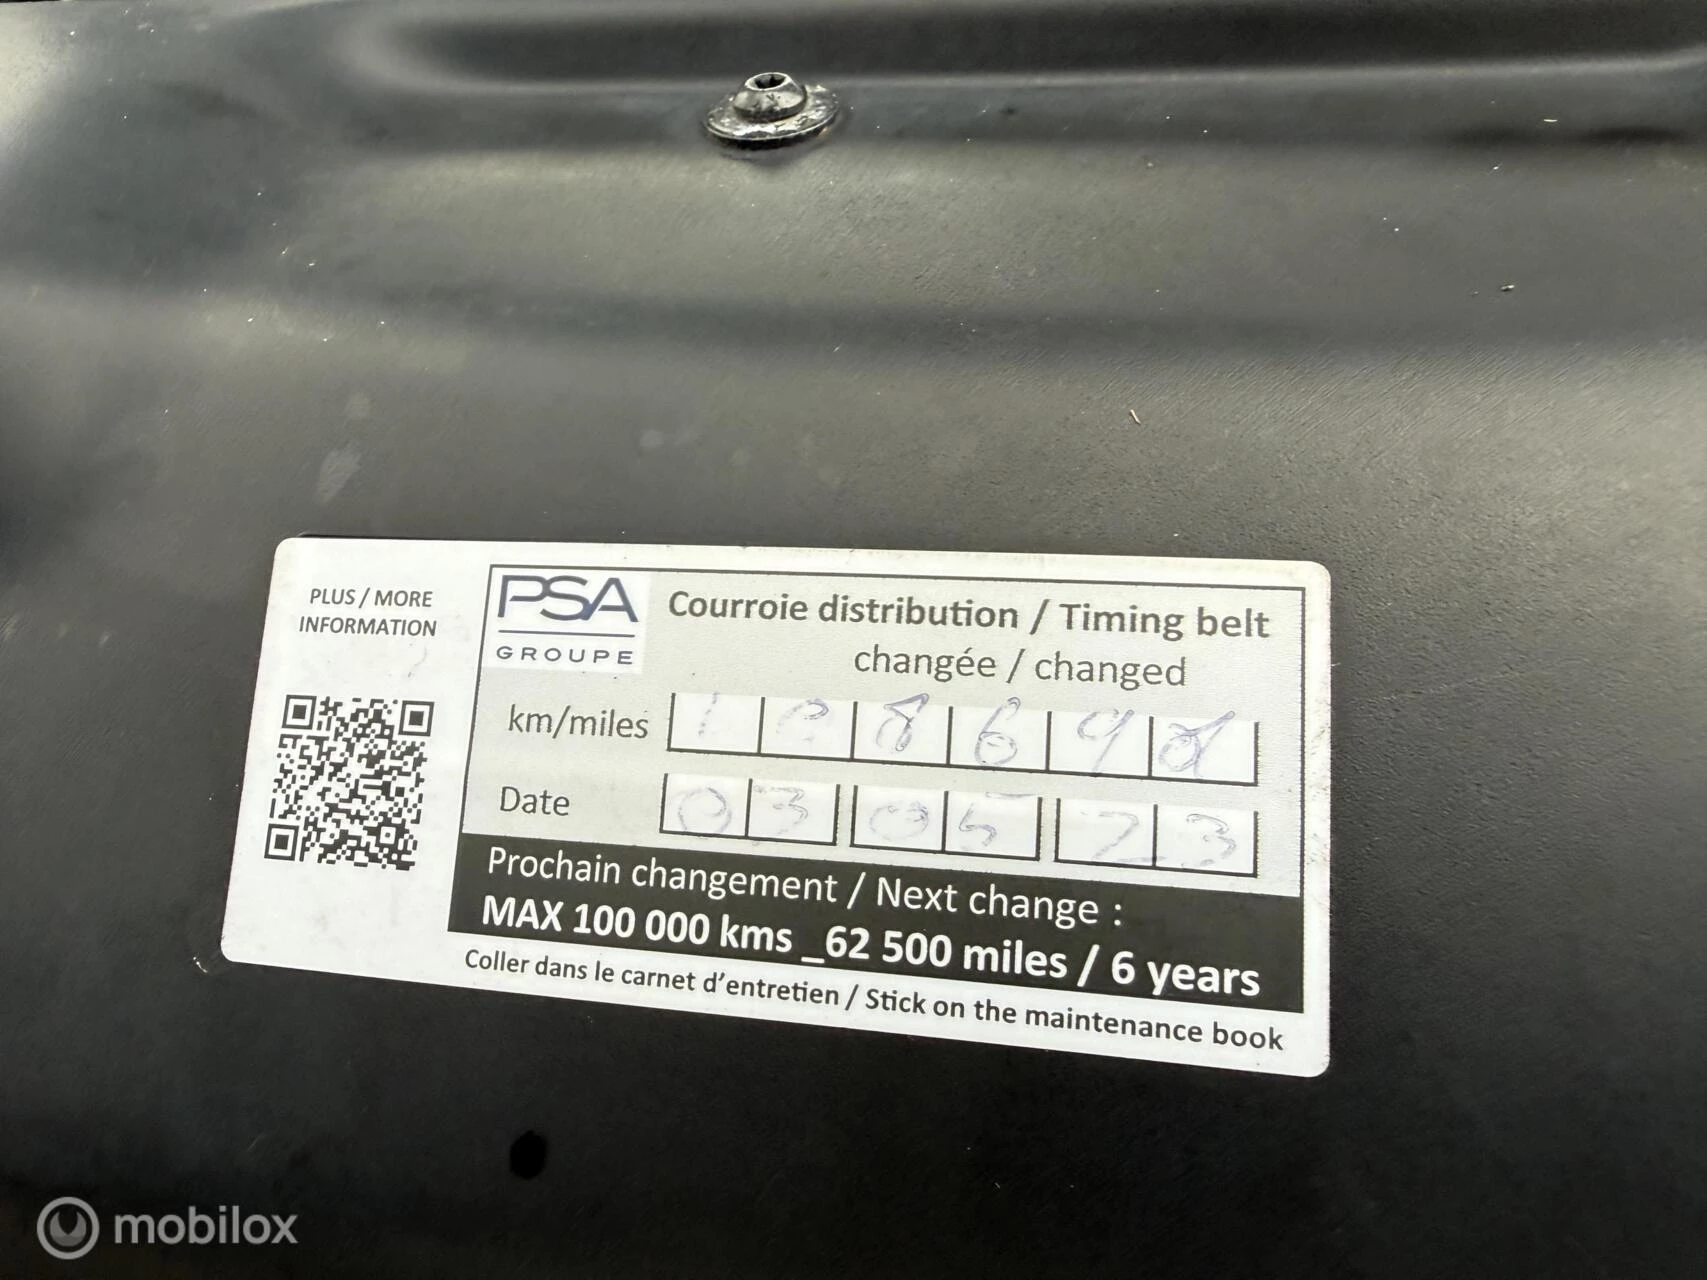 PLUS / MORE
INFORMATION
PSA
GROUPE
Courroie distribution / Timing belt
changée / changed
km/miles
Date 03 05 23
Prochain changement / Next change :
MAX 100 000 kms _62 500 miles / 6 years
Coller dans le carnet d'entretien / Stick on the maintenance book
mobilox